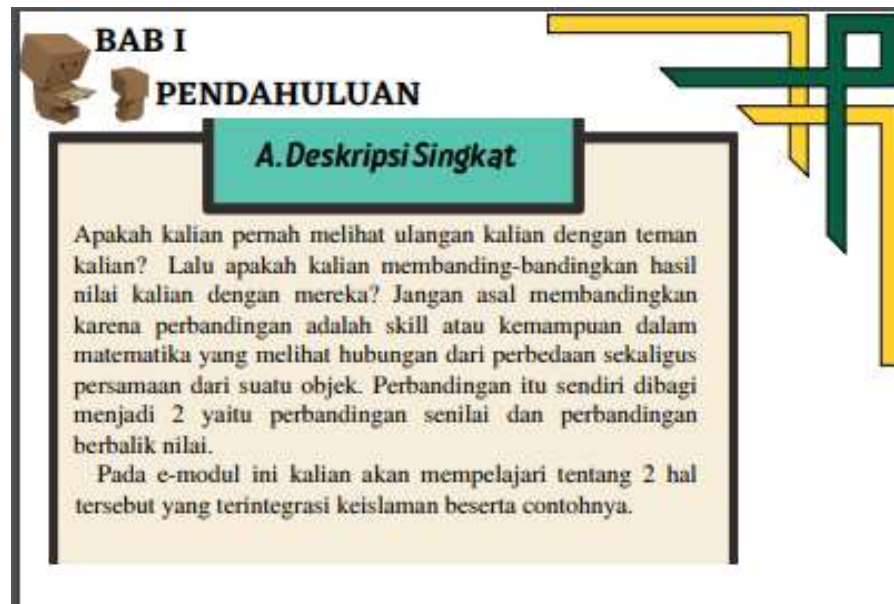 BAB I
PENDAHULUAN
A.Deskripsi Singkat
Apakah kalian pernah melihat ulangan kalian dengan teman
kalian? Lalu apakah kalian membanding-bandingkan hasil
nilai kalian dengan mereka? Jangan asal membandingkan
karena perbandingan adalah skill atau kemampuan dalam
matematika yang melihat hubungan dari perbedaan sekaligus
persamaan dari suatu objek. Perbandingan itu sendiri dibagi
menjadi 2 yaitu perbandingan senilai dan perbandingan
berbalik nilai.
Pada e-modul ini kalian akan mempelajari tentang 2 hal
tersebut yang terintegrasi keislaman beserta contohnya.